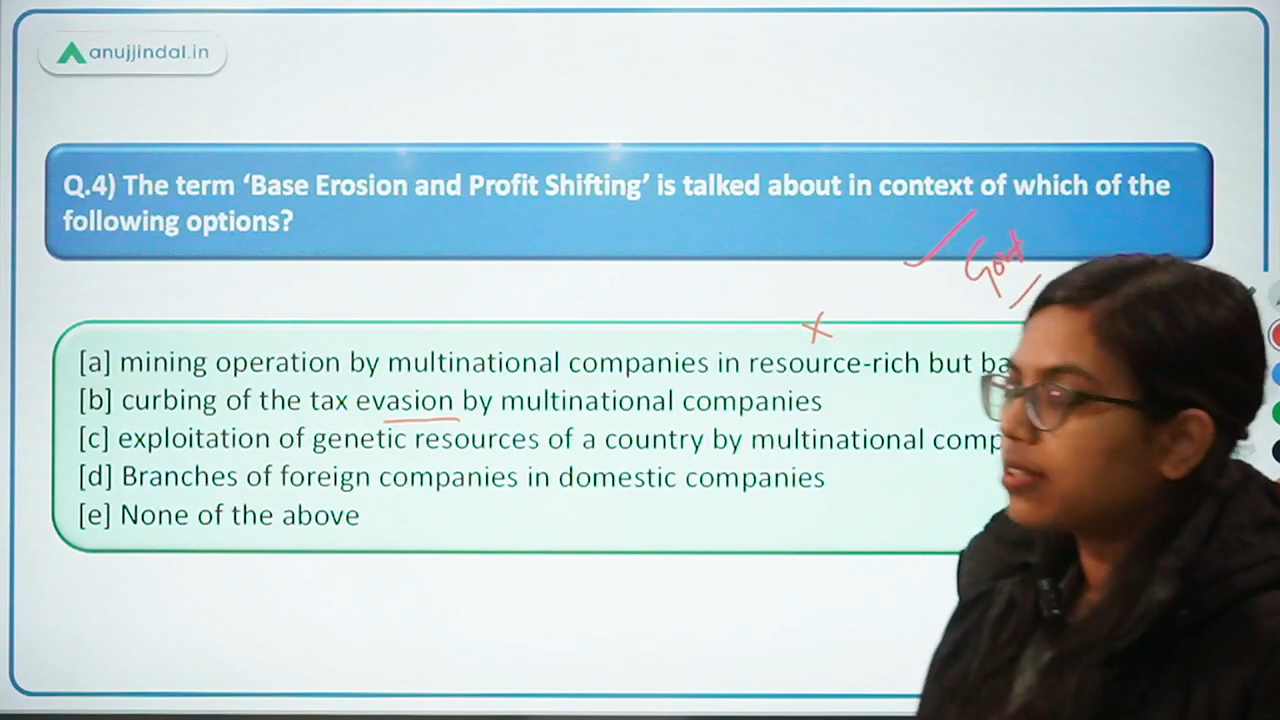 anujjindal.in
Q.4) The term ‘Base Erosion and Profit Shifting’ is talked about in context of which of the
following options?
Govt
[a] mining operation by multinational companies in resource-rich but
[b] curbing of the tax evasion by multinational companies
[c] exploitation of genetic resources of a country by multinational
[d] Branches of foreign companies in domestic companies
[e] None of the above